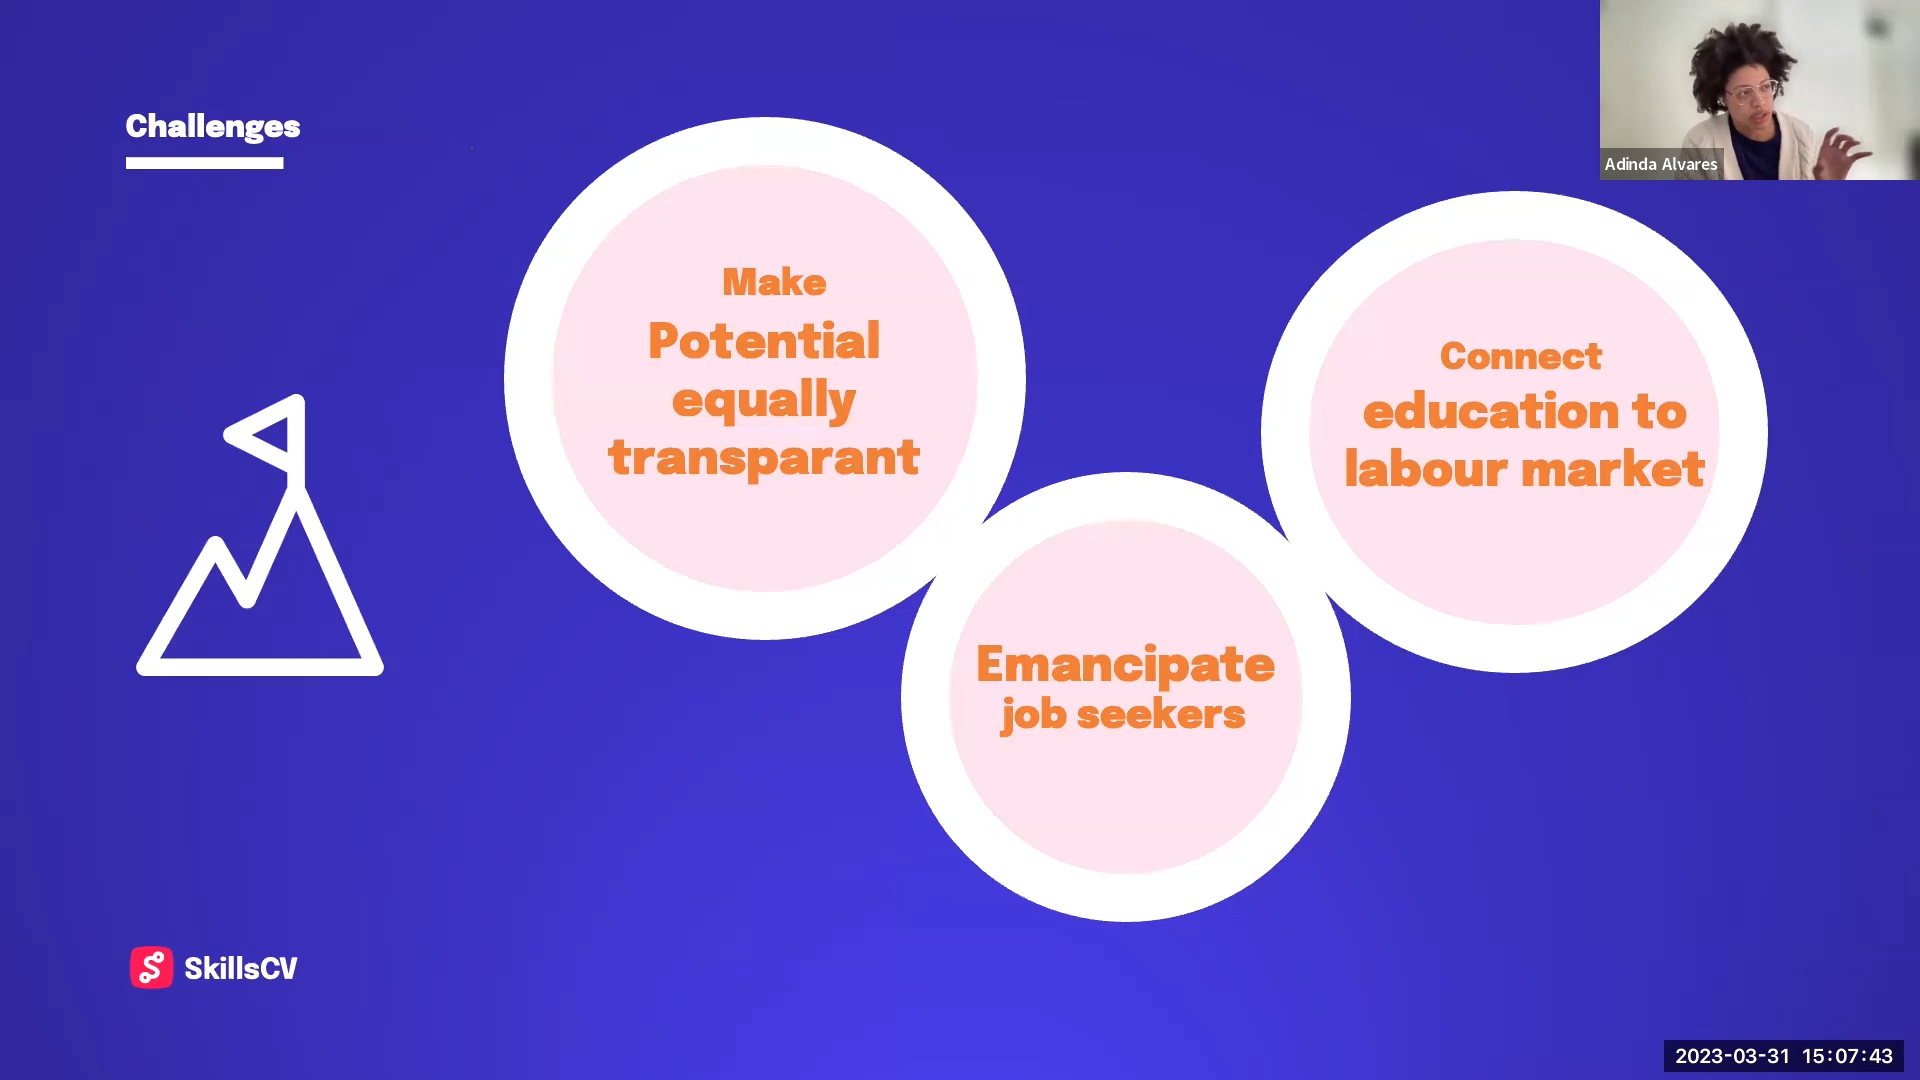 Challenges
Make
Potential
equally
transparant
Connect
education to
labour market
Emancipate
job seekers
SkillsCV
Adinda Alvares
2023-03-31 15:07:43